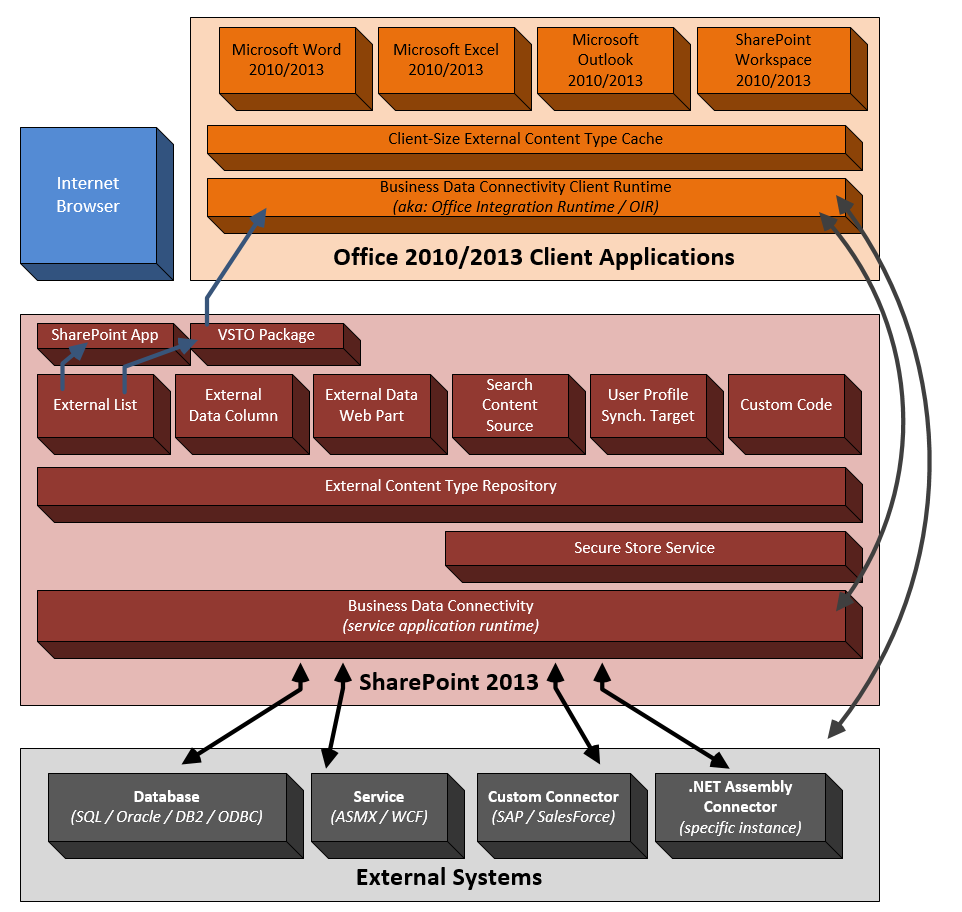 Microsoft Word
2010/2013
Microsoft Excel
2010/2013
Microsoft
Outlook
2010/2013
SharePoint
Workspace
2010/2013
Client-Size External Content Type Cache
Business Data Connectivity Client Runtime
(aka: Office Integration Runtime / OIR)
Office 2010/2013 Client Applications
Internet
Browser
SharePoint App
VSTO Package
External List
External
Data Column
External Data
Web Part
Search
Content
Source
User Profile
Synch. Target
Custom Code
External Content Type Repository
Secure Store Service
Business Data Connectivity
(service application runtime)
SharePoint 2013
Database
(SQL / Oracle / DB2 / ODBC)
Service
(ASMX / WCF)
Custom Connector
(SAP / SalesForce)
.NET Assembly
Connector
(specific instance)
External Systems